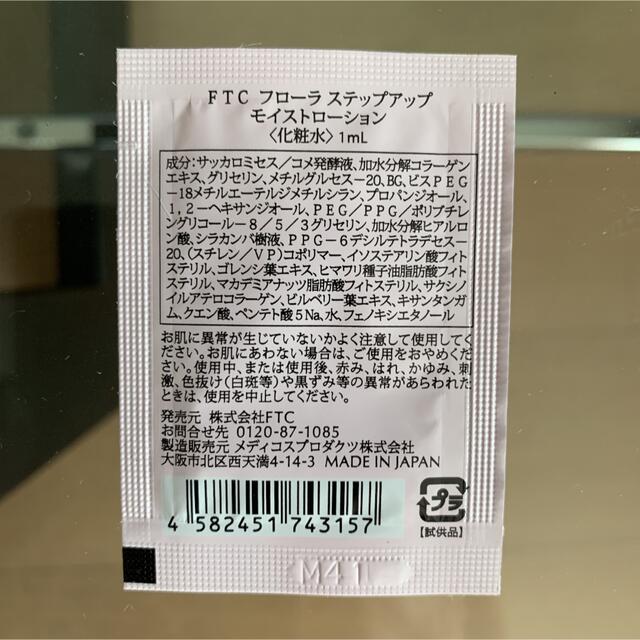 FTC フローラ ステップアップ
モイストローション
〈化粧水〉1mL
成分:サッカロミセス/コメ発酵液、加水分解コラーゲン
エキス、グリセリン、メチルグルセス-20、BG、ビスPEG
-18メチルエーテルジメチルシラン、プロパンジオール、
1,2-ヘキサンジオール、PEG/PPG/ポリブチレ
ングリコール-8/5/3グリセリン、加水分解ヒアルロ
ン酸、シラカンバ樹液、PPG-6デシルテトラデセス-
20、(スチレン/VP)コポリマー、イソステアリン酸フィト
ステリル、ゴレンシ葉エキス、ヒマワリ種子油脂肪酸フィト
ステリル、マカデミアナッツ脂肪酸フィトステリル、サクシノ
イルアテロコラーゲン、ビルベリー葉エキス、キサンタンガ
ム、クエン酸、ペンテト酸5Na、水、フェノキシエタノール
お肌に異常が生じていないかよく注意して使用してく
ださい。お肌にあわない場合は、ご使用をおやめくだ
さい。使用中、または使用後、赤み、はれ、かゆみ、刺
激、色抜け(白斑等)や黒ずみ等の異常があらわれた
ときは、使用を中止してください。
発売元 株式会社FTC
お問合せ先 0120-87-1085
製造販売元 メディコスプロダクツ株式会社
大阪市北区西天満4-14-3 MADE IN JAPAN
4 582451 743157
プラ
【試供品】
M41